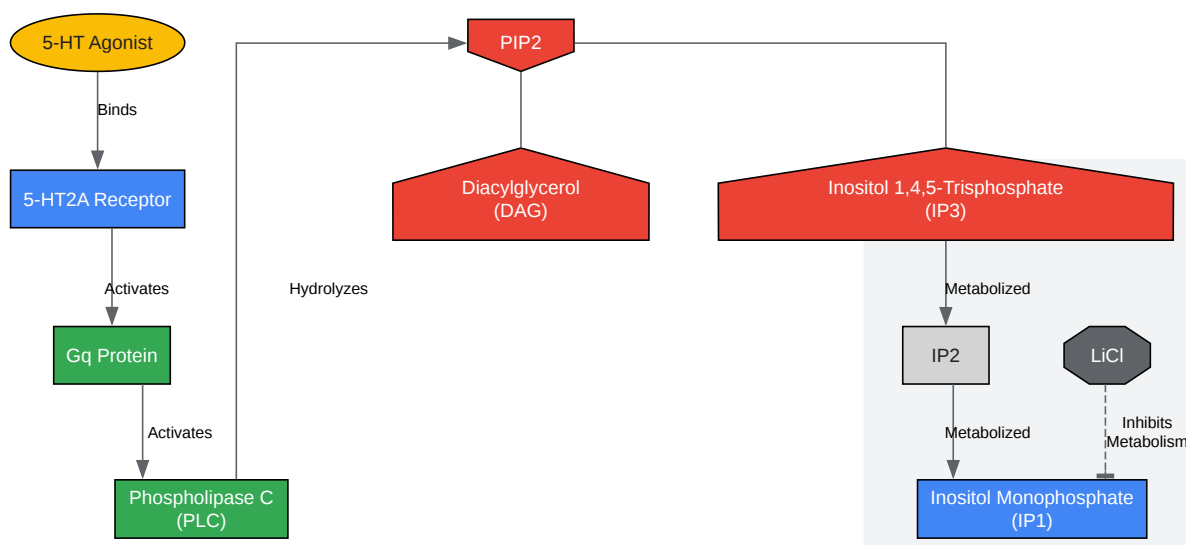 5-HT Agonist
PIP2
Binds
5-HT2A Receptor
Diacylglycerol
(DAG)
Inositol 1,4,5-Trisphosphate
(IP3)
Activates
Hydrolyzes
Metabolized
Gq Protein
IP2
LiCl
Activates
Metabolized
Inhibits
Metabolism
Phospholipase C
(PLC)
Inositol Monophosphate
(IP1)